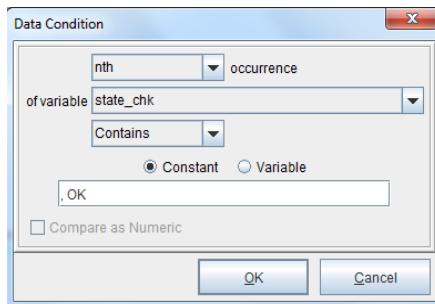 Data Condition
nth occurrence
of variable state_chk
Contains
Constant Variable
, OK
Compare as Numeric
OK Cancel